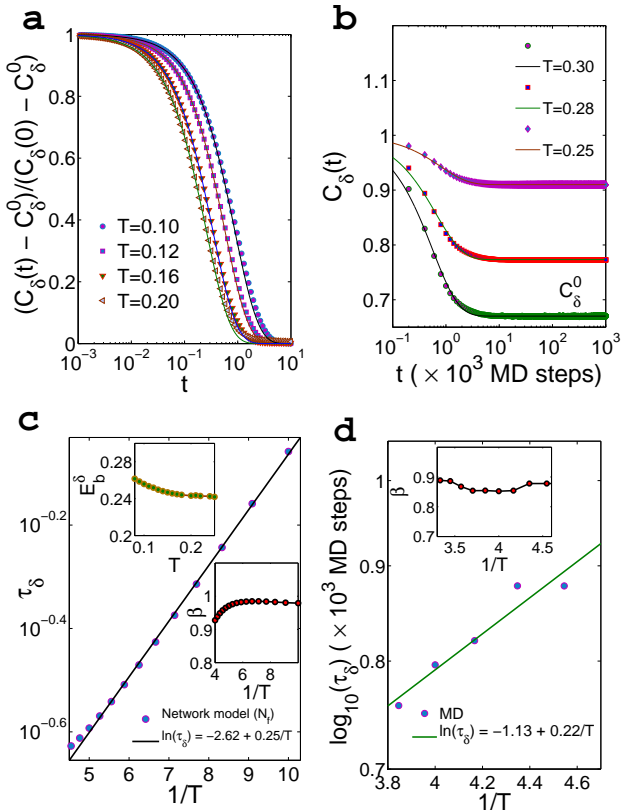 a
1
0.8
0.6
0.4
0.2
0
(C_δ(t) − C_δ^0)/(C_δ(0) − C_δ^0)
T=0.10
T=0.12
T=0.16
T=0.20
10^−3 10^−2 10^−1 10^0 10^1
t
b
1.1
1
0.9
0.8
0.7
C_δ(t)
T=0.30
T=0.28
T=0.25
C_δ^0
10^−1 10^0 10^1 10^2 10^3
t ( × 10^3 MD steps)
c
10^−0.2
10^−0.4
10^−0.6
τ_δ
0.28
0.24
0.2
E_b^δ
0.1 0.2
T
1
0.9
0.8
β
4 6 8
1/T
Network model (N_f)
ln(τ_δ) = −2.62 + 0.25/T
5 6 7 8 9 10
1/T
d
1
0.9
0.8
0.7
log_10(τ_δ) ( × 10^3 MD steps)
1
0.9
0.8
0.7
β
3.5 4 4.5
1/T
MD
ln(τ_δ) = −1.13 + 0.22/T
3.8 4 4.2 4.4 4.6
1/T